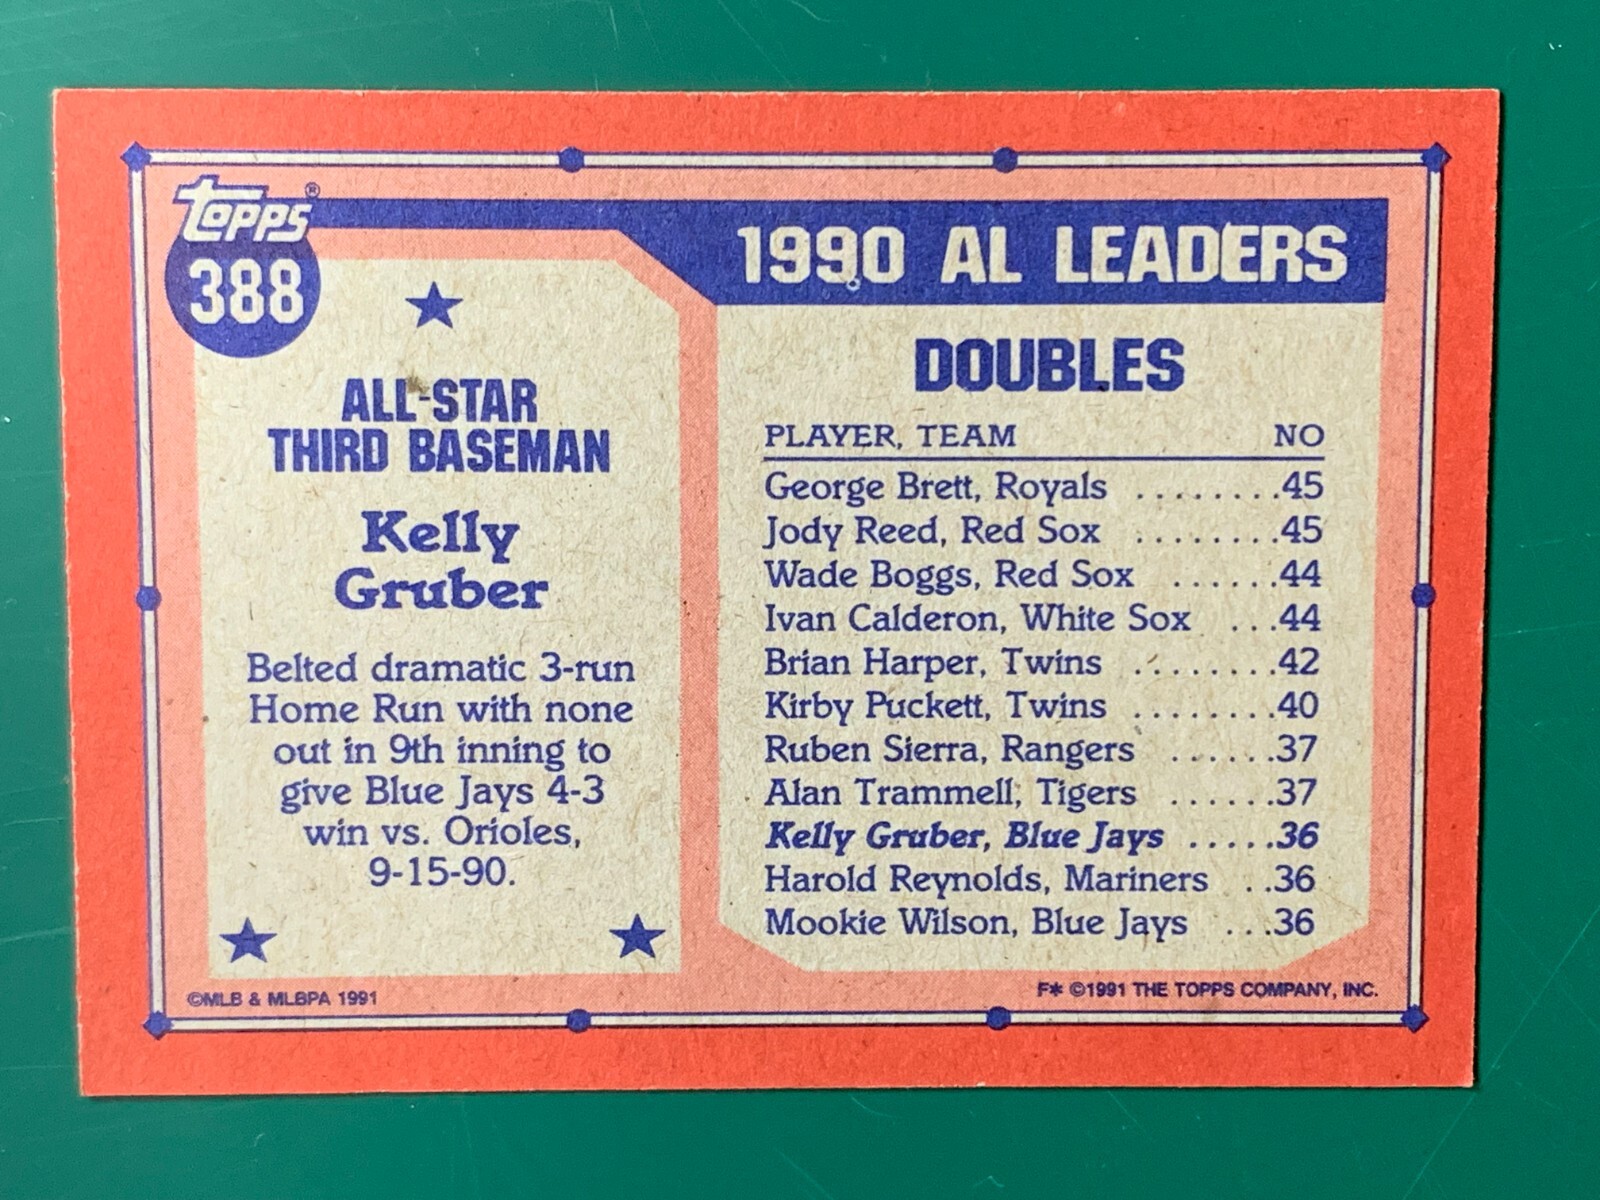 Topps®
388
ALL-STAR
THIRD BASEMAN
Kelly
Gruber
Belted dramatic 3-run
Home Run with none
out in 9th inning to
give Blue Jays 4-3
win vs. Orioles,
9-15-90.
©MLB & MLBPA 1991
1990 AL LEADERS
DOUBLES
PLAYER, TEAM NO
George Brett, Royals ........45
Jody Reed, Red Sox ........45
Wade Boggs, Red Sox ......44
Ivan Calderon, White Sox ...44
Brian Harper, Twins ........42
Kirby Puckett, Twins ........40
Ruben Sierra, Rangers ......37
Alan Trammell, Tigers ......37
Kelly Gruber, Blue Jays .....36
Harold Reynolds, Mariners ..36
Mookie Wilson, Blue Jays ...36
F* ©1991 THE TOPPS COMPANY, INC.